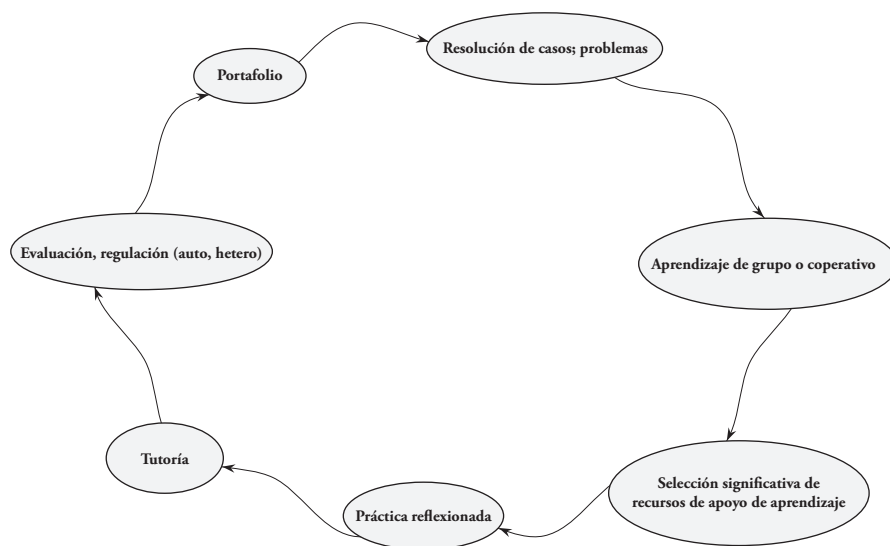 Portafolio
Resolución de casos; problemas
Aprendizaje de grupo o coperativo
Selección significativa de
recursos de apoyo de aprendizaje
Práctica reflexionada
Tutoría
Evaluación, regulación (auto, hetero)